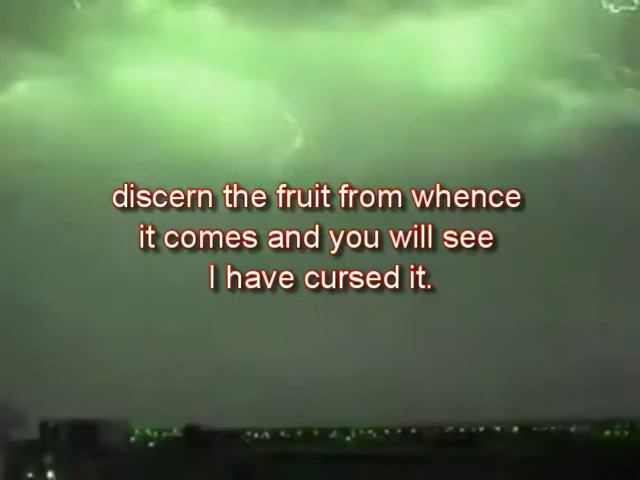 discern the fruit from whence
it comes and you will see
I have cursed it.